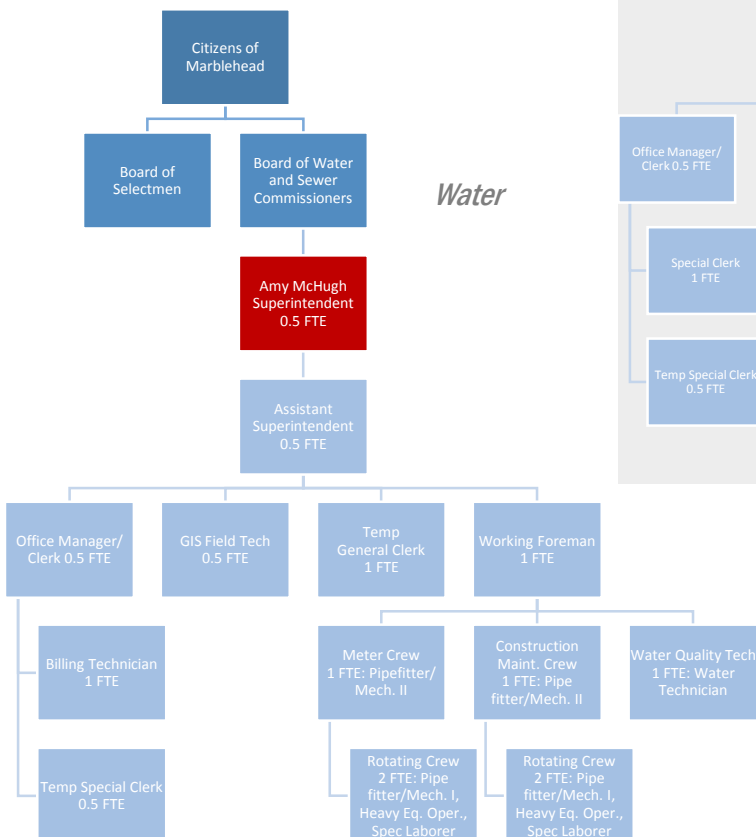 Citizens of
Marblehead
Board of
Selectmen
Board of Water
and Sewer
Commissioners
Water
Amy McHugh
Superintendent
0.5 FTE
Assistant
Superintendent
0.5 FTE
Office Manager/
Clerk 0.5 FTE
GIS Field Tech
0.5 FTE
Temp
General Clerk
1 FTE
Working Foreman
1 FTE
Billing Technician
1 FTE
Temp Special Clerk
0.5 FTE
Meter Crew
1 FTE: Pipefitter/
Mech. II
Construction
Maint. Crew
1 FTE: Pipe
fitter/Mech. II
Water Quality Tech
1 FTE: Water
Technician
Rotating Crew
2 FTE: Pipe
fitter/Mech. I,
Heavy Eq. Oper.,
Spec Laborer
Rotating Crew
2 FTE: Pipe
fitter/Mech. I,
Heavy Eq. Oper.,
Spec Laborer
Office Manager/
Clerk 0.5 FTE
Special Clerk
1 FTE
Temp Special Clerk
0.5 FTE